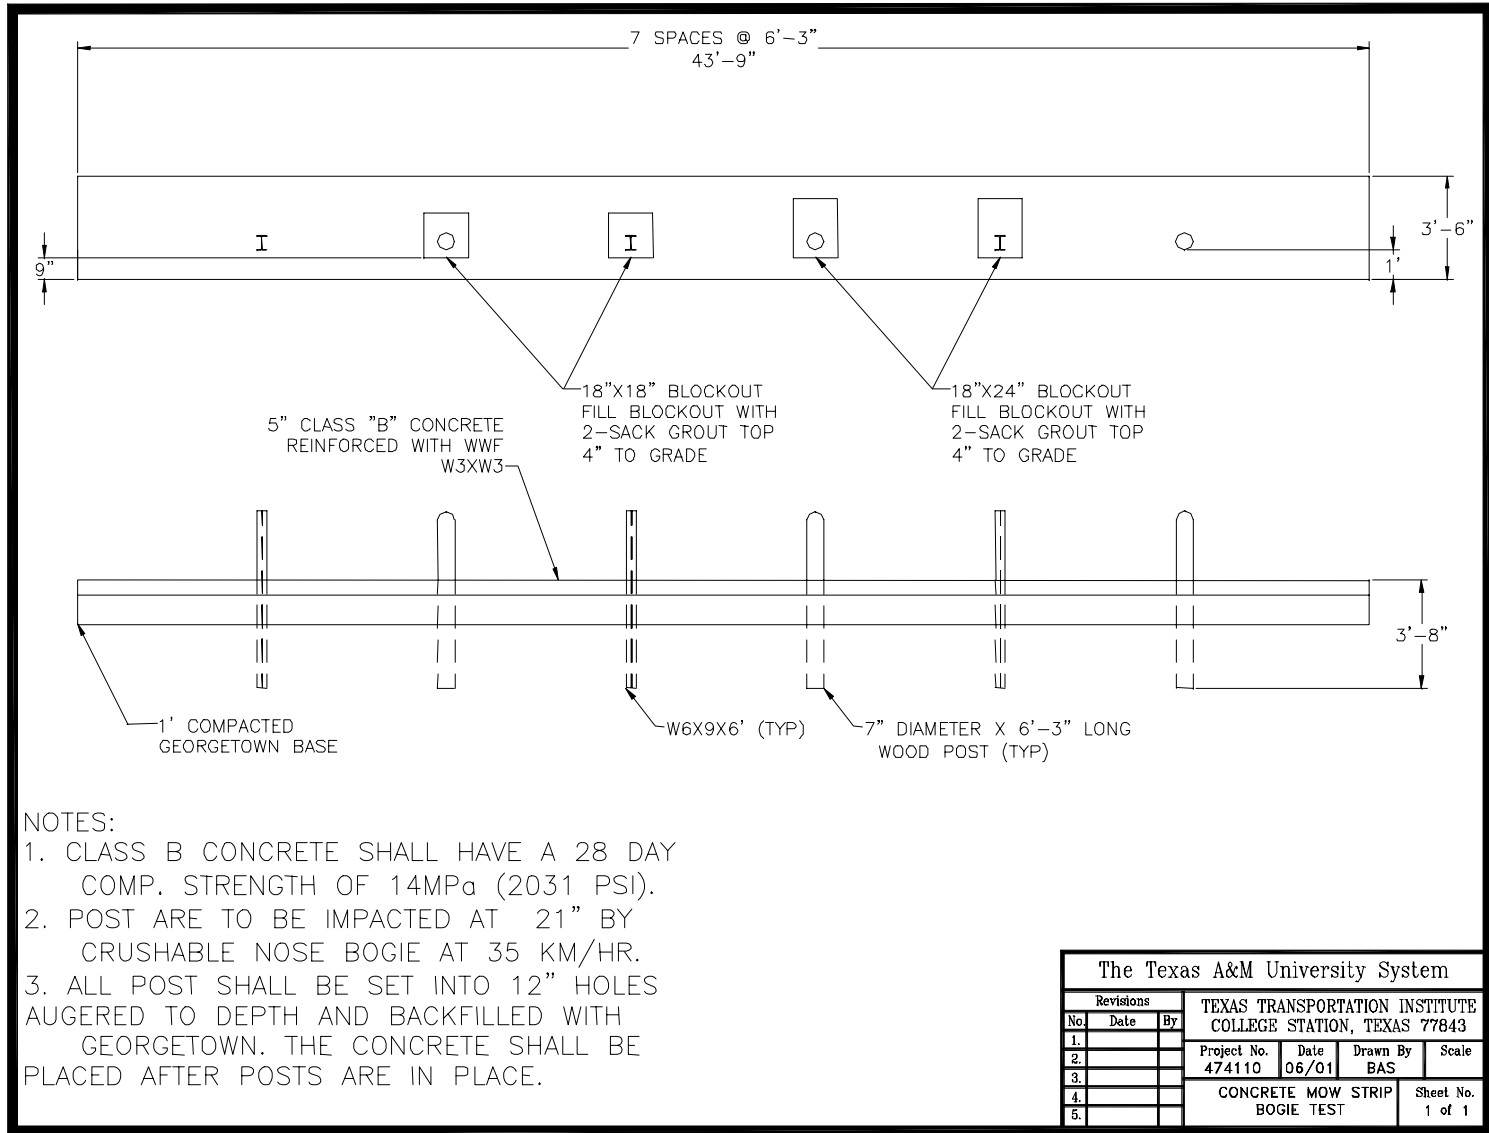 7 SPACES @ 6'-3"
43'-9"
3'-6"
9"
1'
18"X18" BLOCKOUT
FILL BLOCKOUT WITH
2-SACK GROUT TOP
4" TO GRADE
18"X24" BLOCKOUT
FILL BLOCKOUT WITH
2-SACK GROUT TOP
4" TO GRADE
5" CLASS "B" CONCRETE
REINFORCED WITH WWF
W3XW3
3'-8"
1' COMPACTED
GEORGETOWN BASE
W6X9X6' (TYP)
7" DIAMETER X 6'-3" LONG
WOOD POST (TYP)
NOTES:
1. CLASS B CONCRETE SHALL HAVE A 28 DAY
COMP. STRENGTH OF 14MPa (2031 PSI).
2. POST ARE TO BE IMPACTED AT 21" BY
CRUSHABLE NOSE BOGIE AT 35 KM/HR.
3. ALL POST SHALL BE SET INTO 12" HOLES
AUGERED TO DEPTH AND BACKFILLED WITH
GEORGETOWN. THE CONCRETE SHALL BE
PLACED AFTER POSTS ARE IN PLACE.
The Texas A&M University System
Revisions
No. Date By
1.
2.
3.
4.
5.
TEXAS TRANSPORTATION INSTITUTE
COLLEGE STATION, TEXAS 77843
Project No. Date Drawn By Scale
474110 06/01 BAS
CONCRETE MOW STRIP
BOGIE TEST
Sheet No.
1 of 1